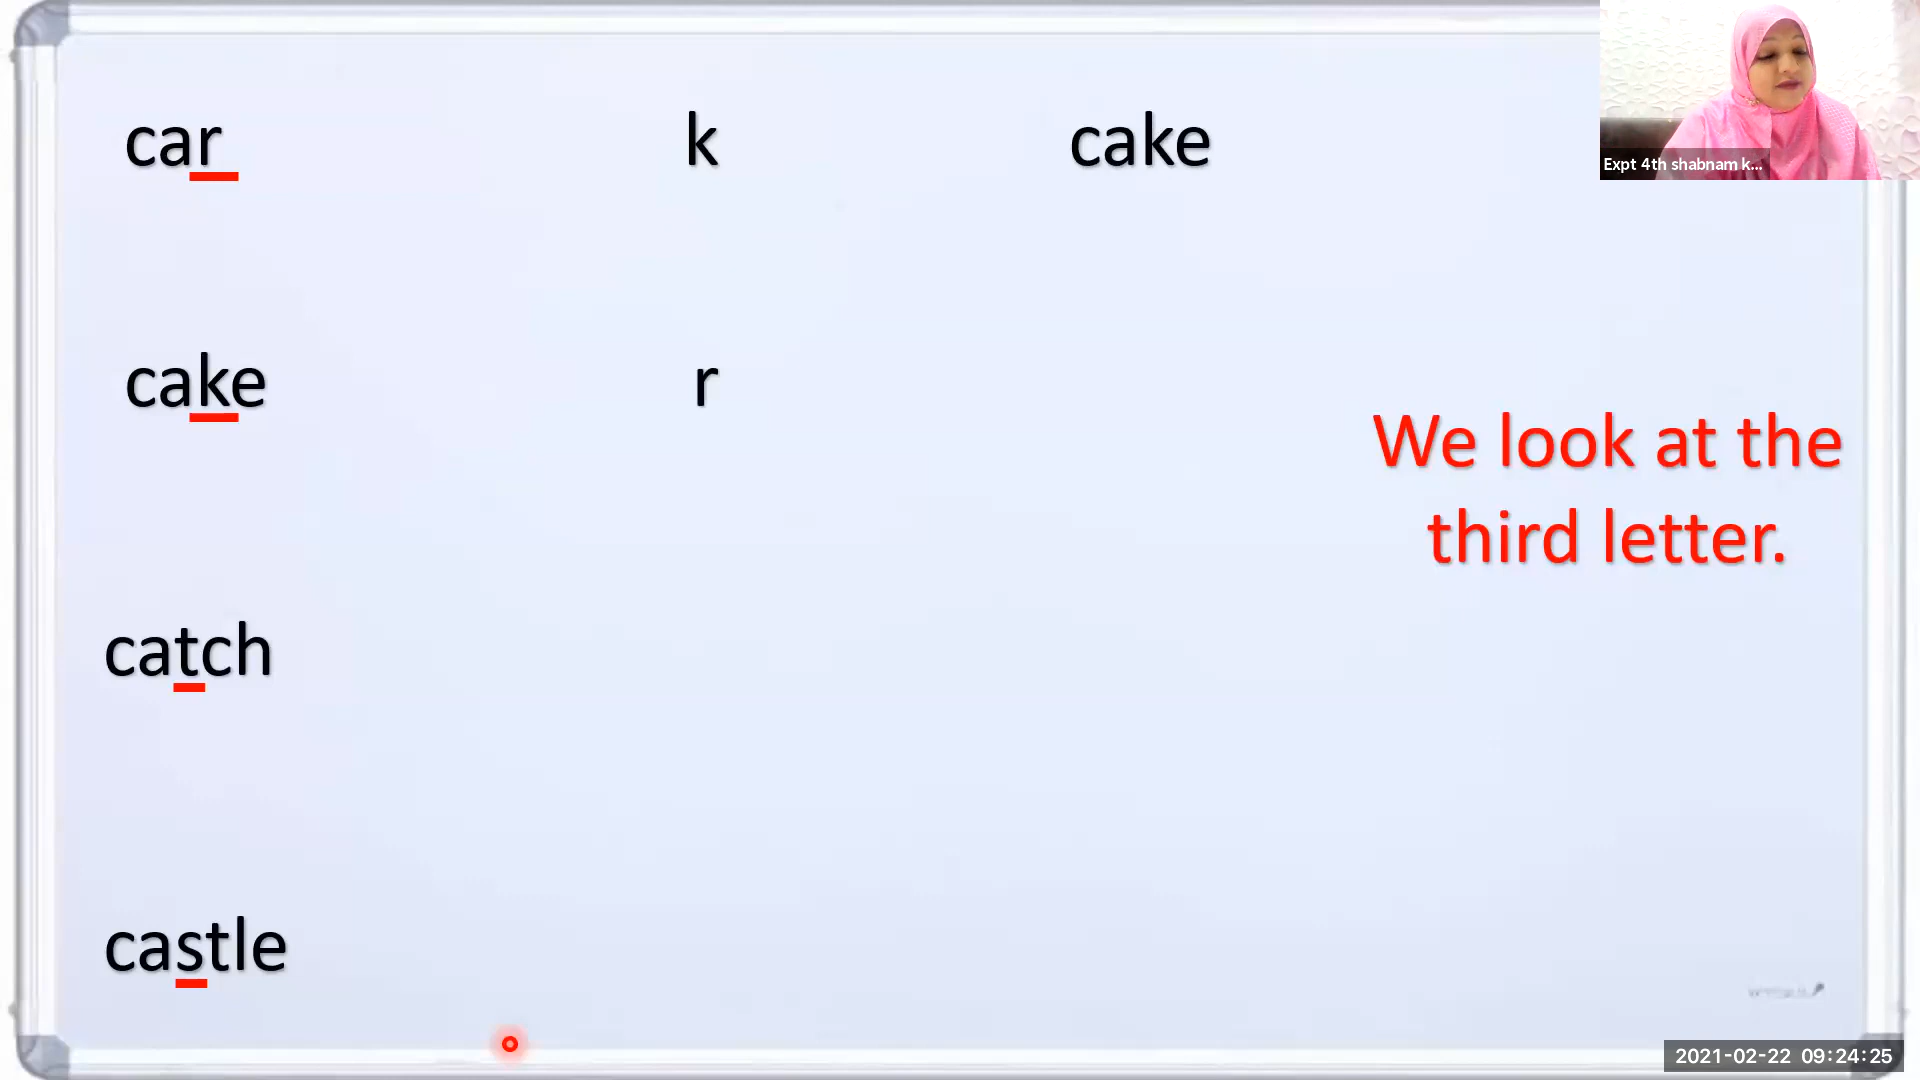 car k cake
Expt 4th shabnam k...
cake r
We look at the
third letter.
catch
castle
2021-02-22 09:24:25